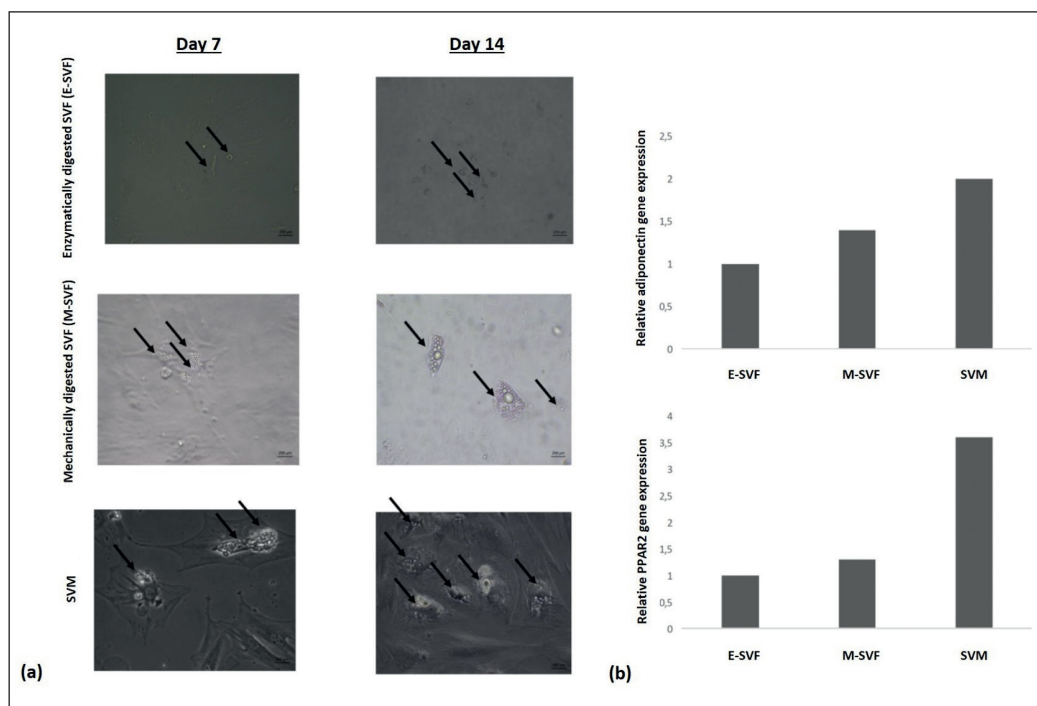 Day 7
Day 14
Enzymatically digested SVF (E-SVF)
Mechanically digested SVF (M-SVF)
SVM
(a)
Relative adiponectin gene expression
2,5
2
1,5
1
0,5
0
E-SVF
M-SVF
SVM
Relative PPAR2 gene expression
4
3,5
3
2,5
2
1,5
1
0,5
0
E-SVF
M-SVF
SVM
(b)